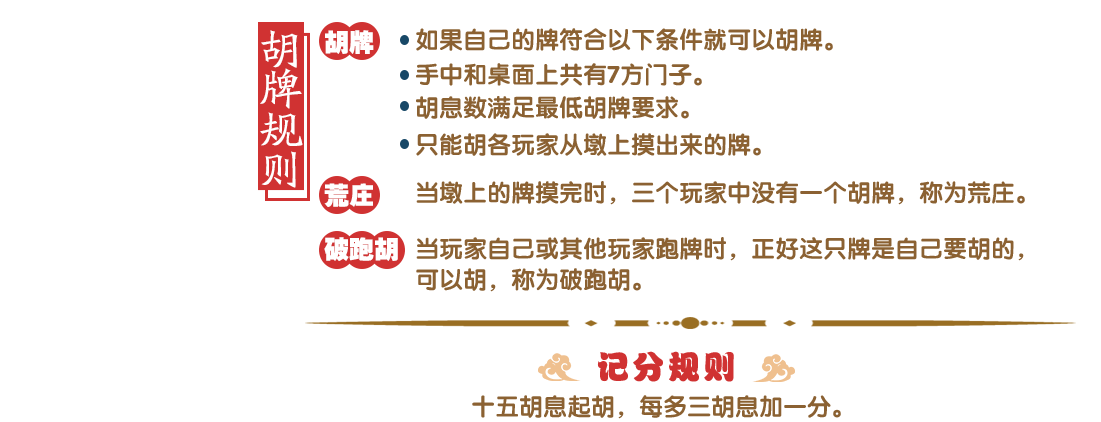 胡牌规则
胡牌
•如果自己的牌符合以下条件就可以胡牌。
•手中和桌面上共有7方门子。
•胡息数满足最低胡牌要求。
•只能胡各玩家从墩上摸出来的牌。
荒庄
当墩上的牌摸完时，三个玩家中没有一个胡牌，称为荒庄。
破跑胡
当玩家自己或其他玩家跑牌时，正好这只牌是自己要胡的，
可以胡，称为破跑胡。
记分规则
十五胡息起胡，每多三胡息加一分。